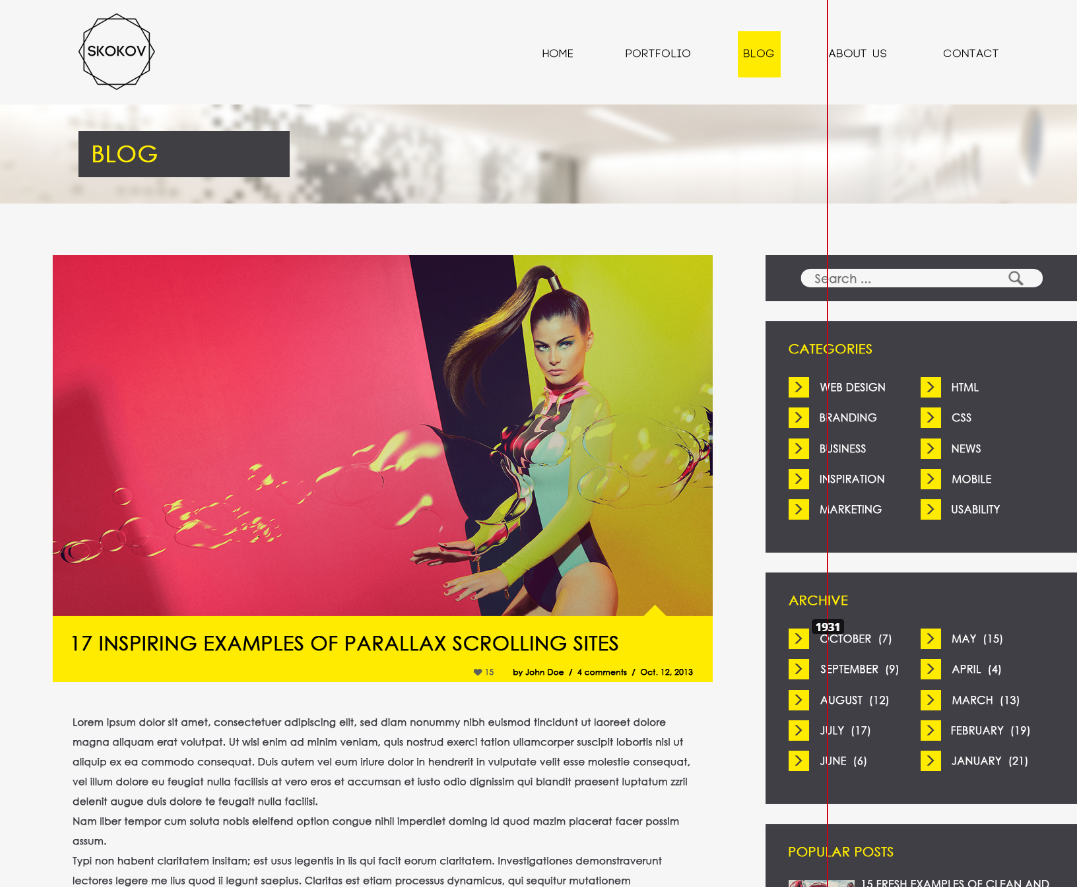 SKOKOV
HOME PORTFOLIO BLOG ABOUT US CONTACT
BLOG
17 INSPIRING EXAMPLES OF PARALLAX SCROLLING SITES
15 by John Doe / 4 comments / Oct. 12, 2013
Lorem ipsum dolor sit amet, consectetuer adipiscing elit, sed diam nonummy nibh euismod tincidunt ut laoreet dolore
magna aliquam erat volutpat. Ut wisi enim ad minim veniam, quis nostrud exerci tation ullamcorper suscipit lobortis nisl ut
aliquip ex ea commodo consequat. Duis autem vel eum iriure dolor in hendrerit in vulputate velit esse molestie consequat,
vel illum dolore eu feugiat nulla facilisis at vero eros et accumsan et iusto odio dignissim qui blandit praesent luptatum zzril
delenit augue duis dolore te feugait nulla facilisi.
Nam liber tempor cum soluta nobis eleifend option congue nihil imperdiet doming id quod mazim placerat facer possim
assum.
Typi non habent claritatem insitam; est usus legentis in iis qui facit eorum claritatem. Investigationes demonstraverunt
lectores legere me lius quod ii legunt saepius. Claritas est etiam processus dynamicus, qui sequitur mutationem
Search ...
CATEGORIES
WEB DESIGN HTML
BRANDING CSS
BUSINESS NEWS
INSPIRATION MOBILE
MARKETING USABILITY
ARCHIVE
1931
OCTOBER (7) MAY (15)
SEPTEMBER (9) APRIL (4)
AUGUST (12) MARCH (13)
JULY (17) FEBRUARY (19)
JUNE (6) JANUARY (21)
POPULAR POSTS
15 FRESH EXAMPLES OF CLEAN AND